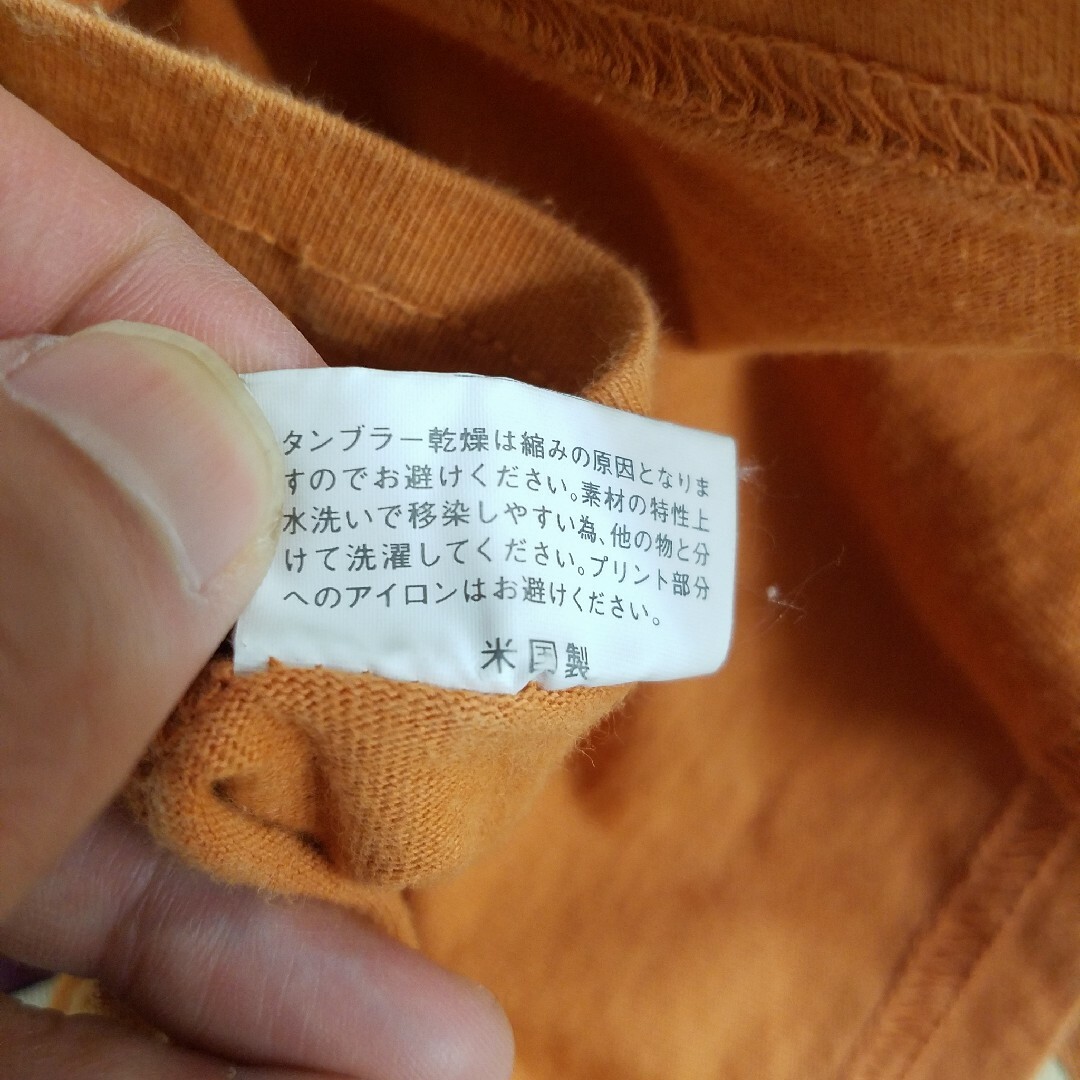 タンブラー乾燥は縮みの原因となりま
すのでお避けください。素材の特性上
水洗いで移染しやすい為、他の物と分
けて洗濯してください。プリント部分
へのアイロンはお避けください。
米国製